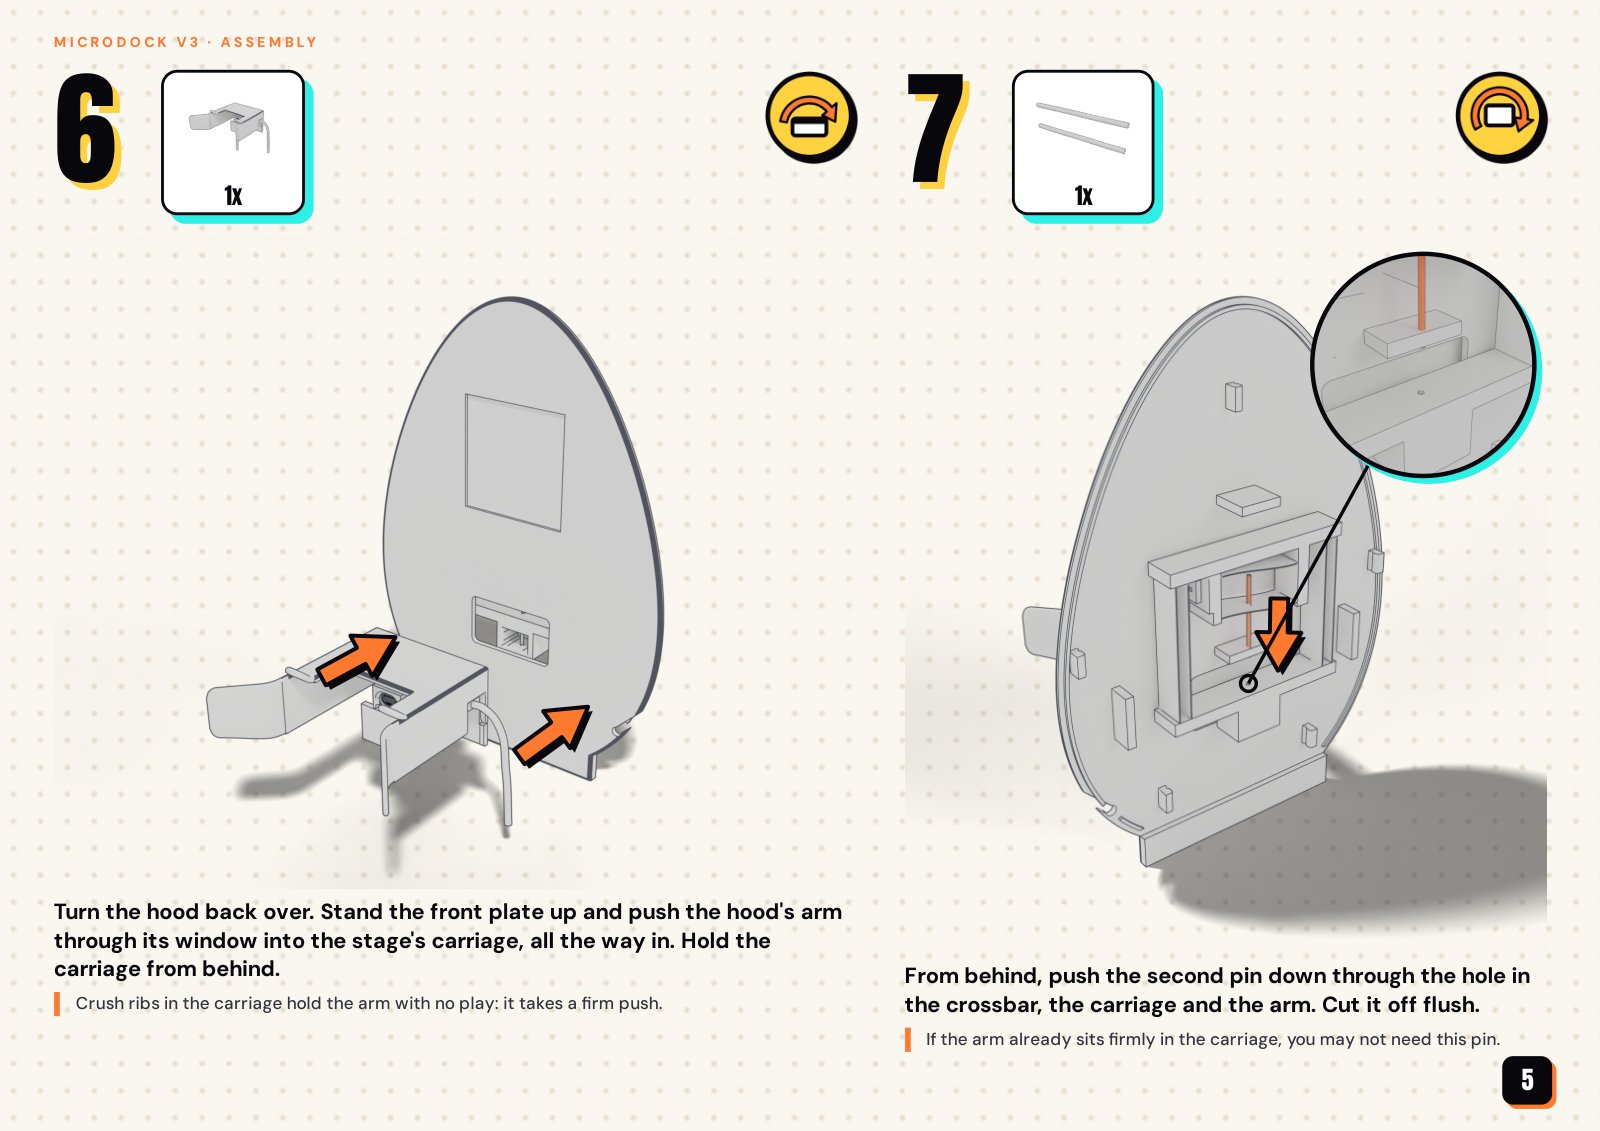 MICRODOCK V3 · ASSEMBLY
6
1x
Turn the hood back over. Stand the front plate up and push the hood's arm
through its window into the stage's carriage, all the way in. Hold the
carriage from behind.
Crush ribs in the carriage hold the arm with no play: it takes a firm push.
7
1x
From behind, push the second pin down through the hole in
the crossbar, the carriage and the arm. Cut it off flush.
If the arm already sits firmly in the carriage, you may not need this pin.
5